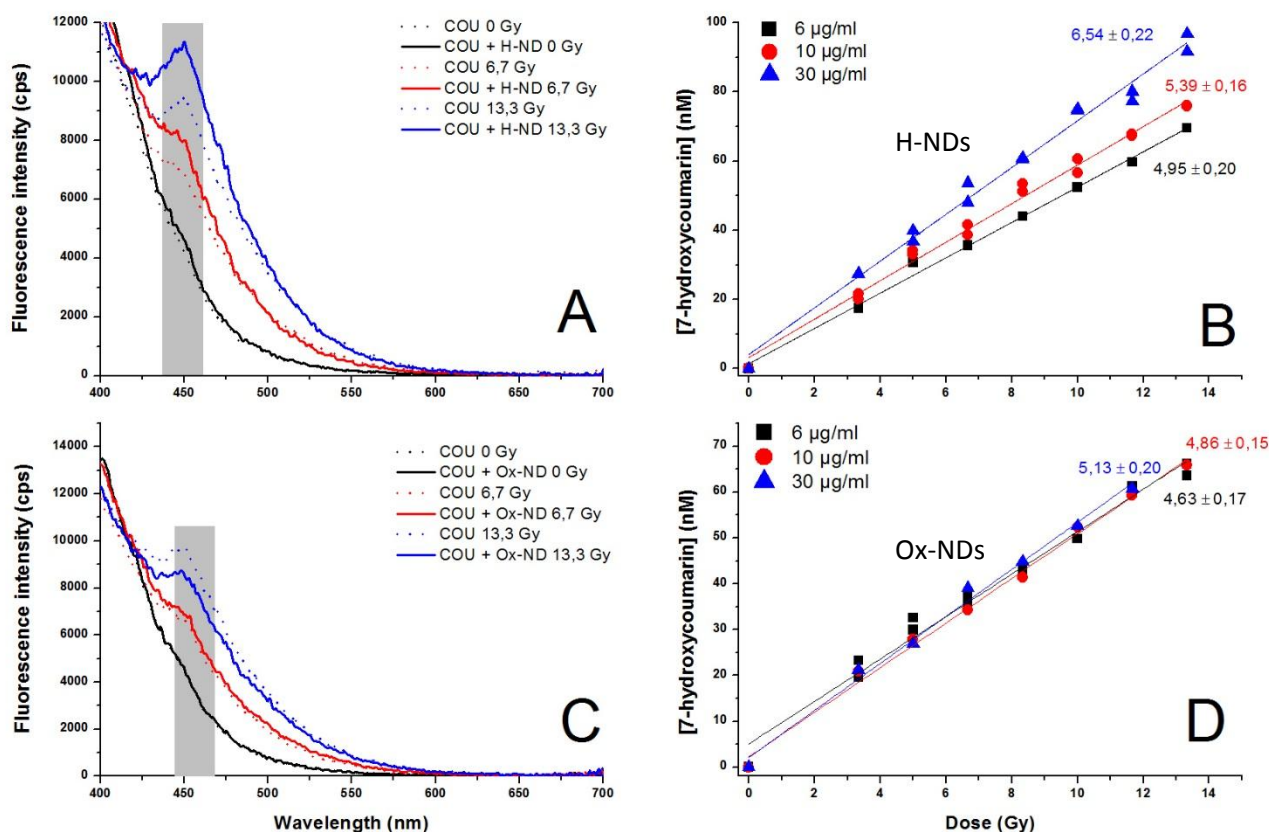 COU 0 Gy
COU + H-ND 0 Gy
COU 6,7 Gy
COU + H-ND 6,7 Gy
COU 13,3 Gy
COU + H-ND 13,3 Gy
A
Fluorescence intensity (cps)
0
2000
4000
6000
8000
10000
12000
400 450 500 550 600 650 700
6 µg/ml
10 µg/ml
30 µg/ml
6,54 ± 0,22
5,39 ± 0,16
4,95 ± 0,20
H-NDs
B
[7-hydroxycoumarin] (nM)
0
20
40
60
80
100
0 2 4 6 8 10 12 14
COU 0 Gy
COU + Ox-ND 0 Gy
COU 6,7 Gy
COU + Ox-ND 6,7 Gy
COU 13,3 Gy
COU + Ox-ND 13,3 Gy
C
Fluorescence intensity (cps)
0
2000
4000
6000
8000
10000
12000
14000
400 450 500 550 600 650 700
Wavelength (nm)
6 µg/ml
10 µg/ml
30 µg/ml
4,86 ± 0,15
5,13 ± 0,20
4,63 ± 0,17
Ox-NDs
D
[7-hydroxycoumarin] (nM)
0
10
20
30
40
50
60
70
0 2 4 6 8 10 12 14
Dose (Gy)